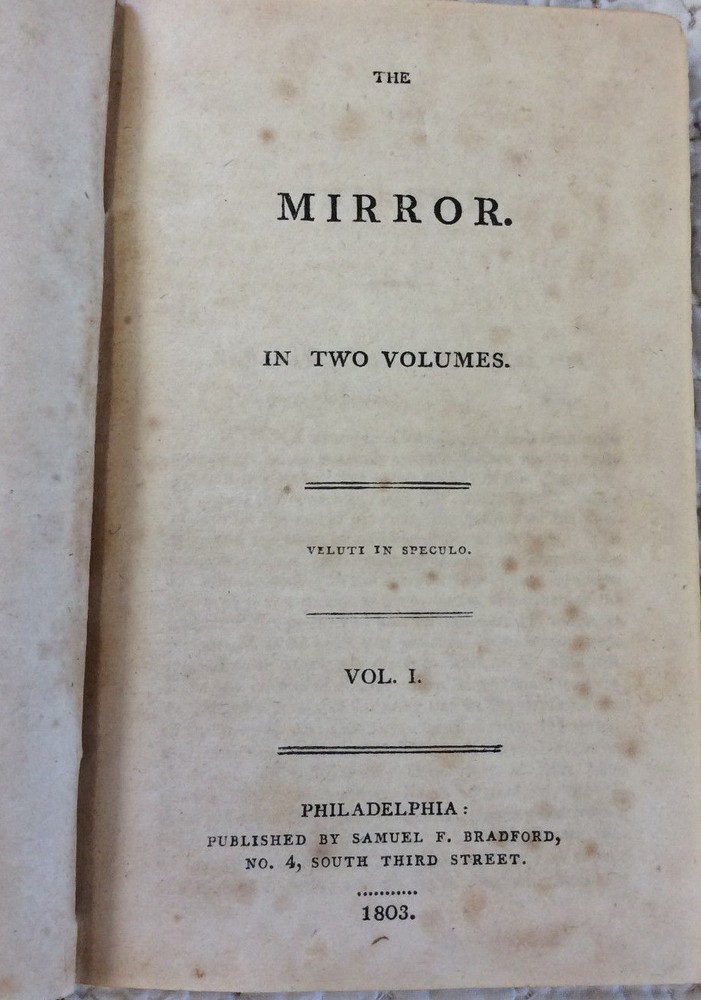 THE
MIRROR.
IN TWO VOLUMES.
VELUTI IN SPECULO.
VOL. I.
PHILADELPHIA:
PUBLISHED BY SAMUEL F. BRADFORD,
NO. 4, SOUTH THIRD STREET.
...........
1803.